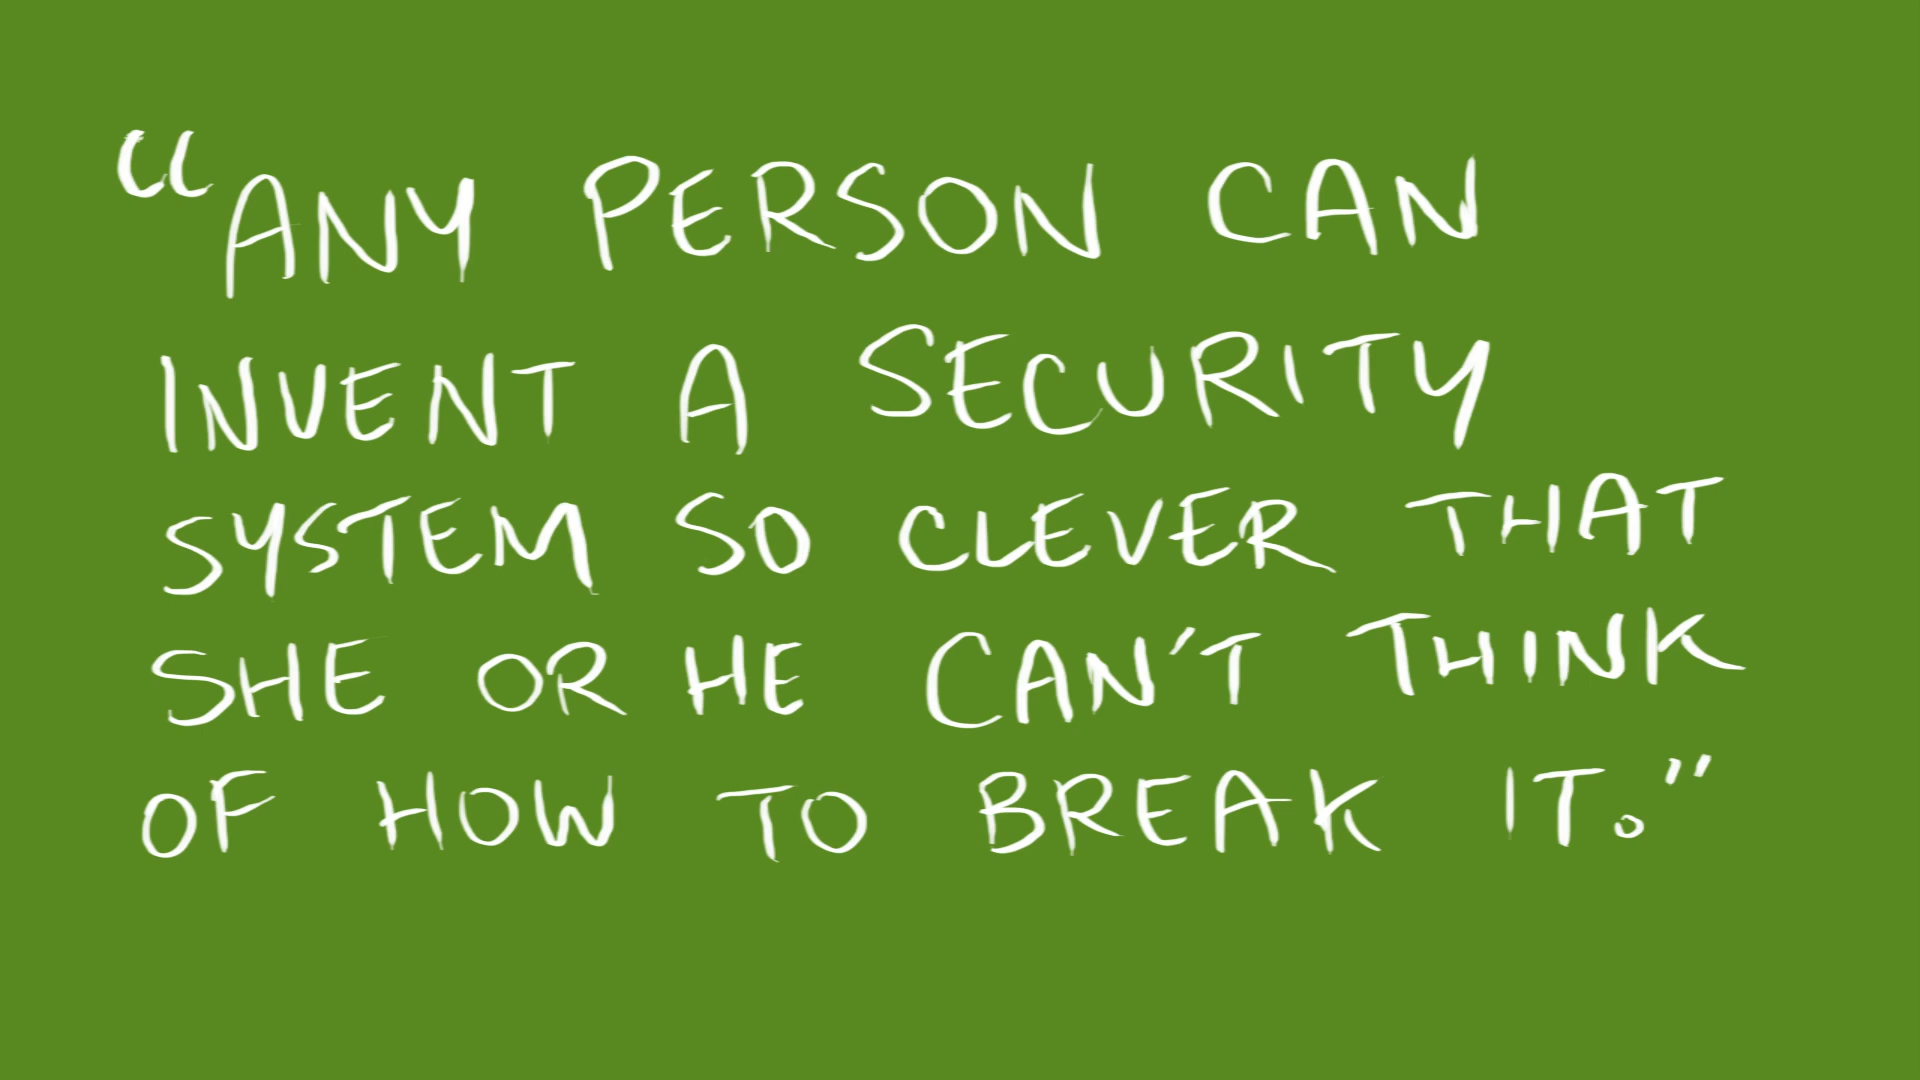 “ANY PERSON CAN
INVENT A SECURITY
SYSTEM SO CLEVER THAT
SHE OR HE CAN'T THINK
OF HOW TO BREAK IT.”